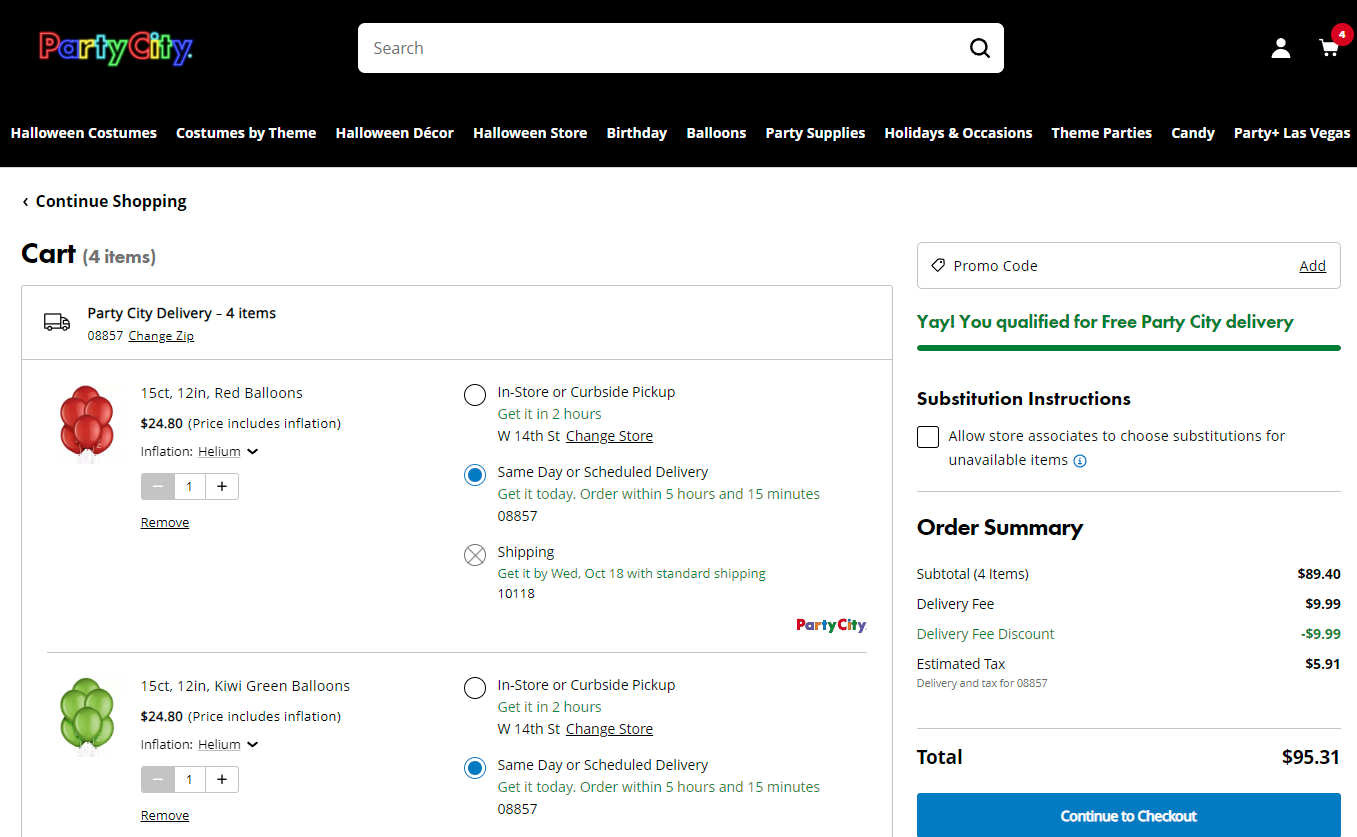 PartyCity.
Search
4
Halloween Costumes Costumes by Theme Halloween Décor Halloween Store Birthday Balloons Party Supplies Holidays & Occasions Theme Parties Candy Party+ Las Vegas
‹ Continue Shopping
Cart (4 items)
Party City Delivery - 4 items
08857 Change Zip
15ct, 12in, Red Balloons
$24.80 (Price includes inflation)
Inflation: Helium
− 1 +
Remove
In-Store or Curbside Pickup
Get it in 2 hours
W 14th St Change Store
Same Day or Scheduled Delivery
Get it today. Order within 5 hours and 15 minutes
08857
Shipping
Get it by Wed, Oct 18 with standard shipping
10118
PartyCity.
15ct, 12in, Kiwi Green Balloons
$24.80 (Price includes inflation)
Inflation: Helium
− 1 +
Remove
In-Store or Curbside Pickup
Get it in 2 hours
W 14th St Change Store
Same Day or Scheduled Delivery
Get it today. Order within 5 hours and 15 minutes
08857
Promo Code Add
Yay! You qualified for Free Party City delivery
Substitution Instructions
Allow store associates to choose substitutions for
unavailable items
Order Summary
Subtotal (4 Items) $89.40
Delivery Fee $9.99
Delivery Fee Discount -$9.99
Estimated Tax $5.91
Delivery and tax for 08857
Total $95.31
Continue to Checkout